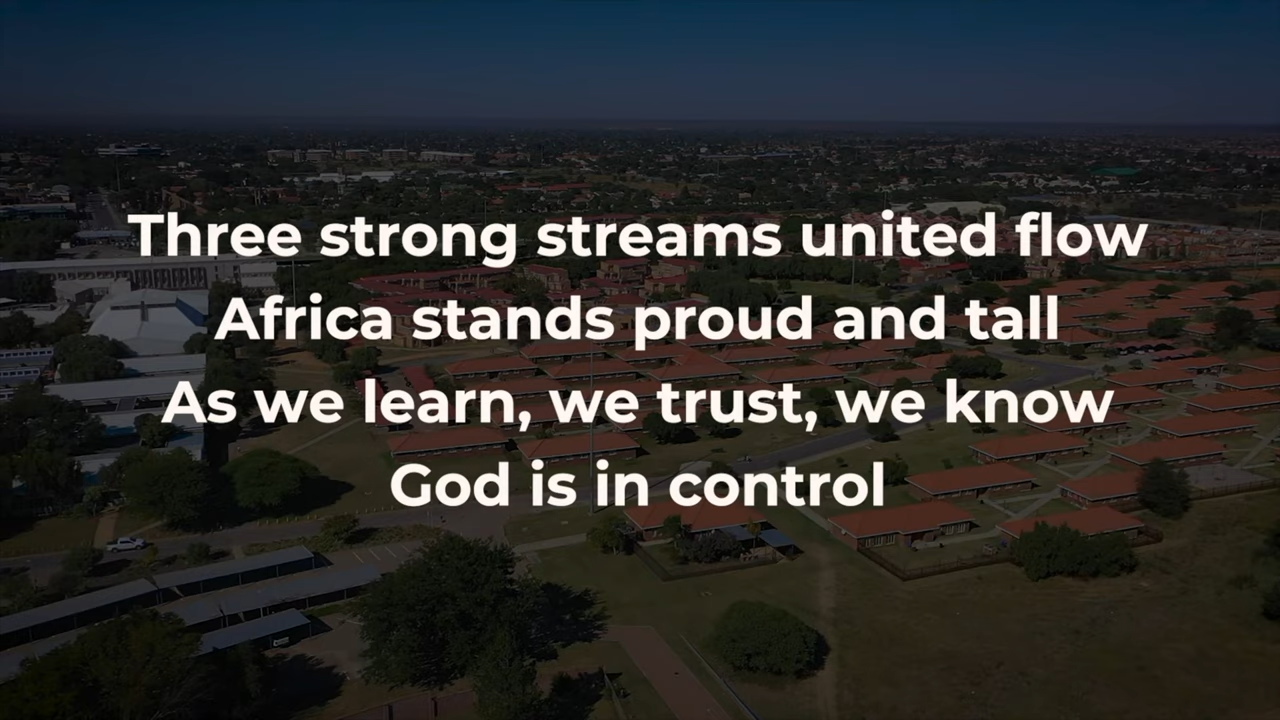 Three strong streams united flow
Africa stands proud and tall
As we learn, we trust, we know
God is in control